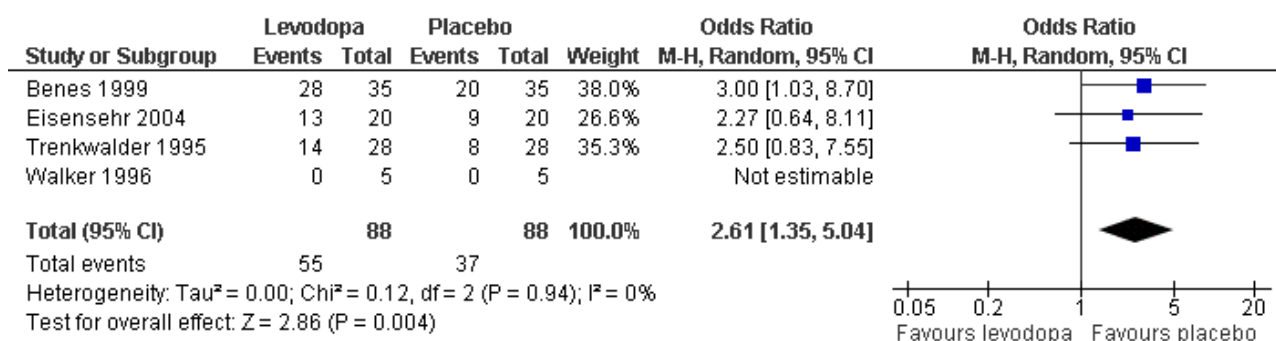 Levodopa Placebo Odds Ratio Odds Ratio
Study or Subgroup Events Total Events Total Weight M-H, Random, 95% CI M-H, Random, 95% CI
Benes 1999 28 35 20 35 38.0% 3.00 [1.03, 8.70]
Eisensehr 2004 13 20 9 20 26.6% 2.27 [0.64, 8.11]
Trenkwalder 1995 14 28 8 28 35.3% 2.50 [0.83, 7.55]
Walker 1996 0 5 0 5 Not estimable
Total (95% CI) 88 88 100.0% 2.61 [1.35, 5.04]
Total events 55 37
Heterogeneity: Tau² = 0.00; Chi² = 0.12, df = 2 (P = 0.94); I² = 0%
Test for overall effect: Z = 2.86 (P = 0.004)
0.05 0.2 1 5 20
Favours levodopa Favours placebo